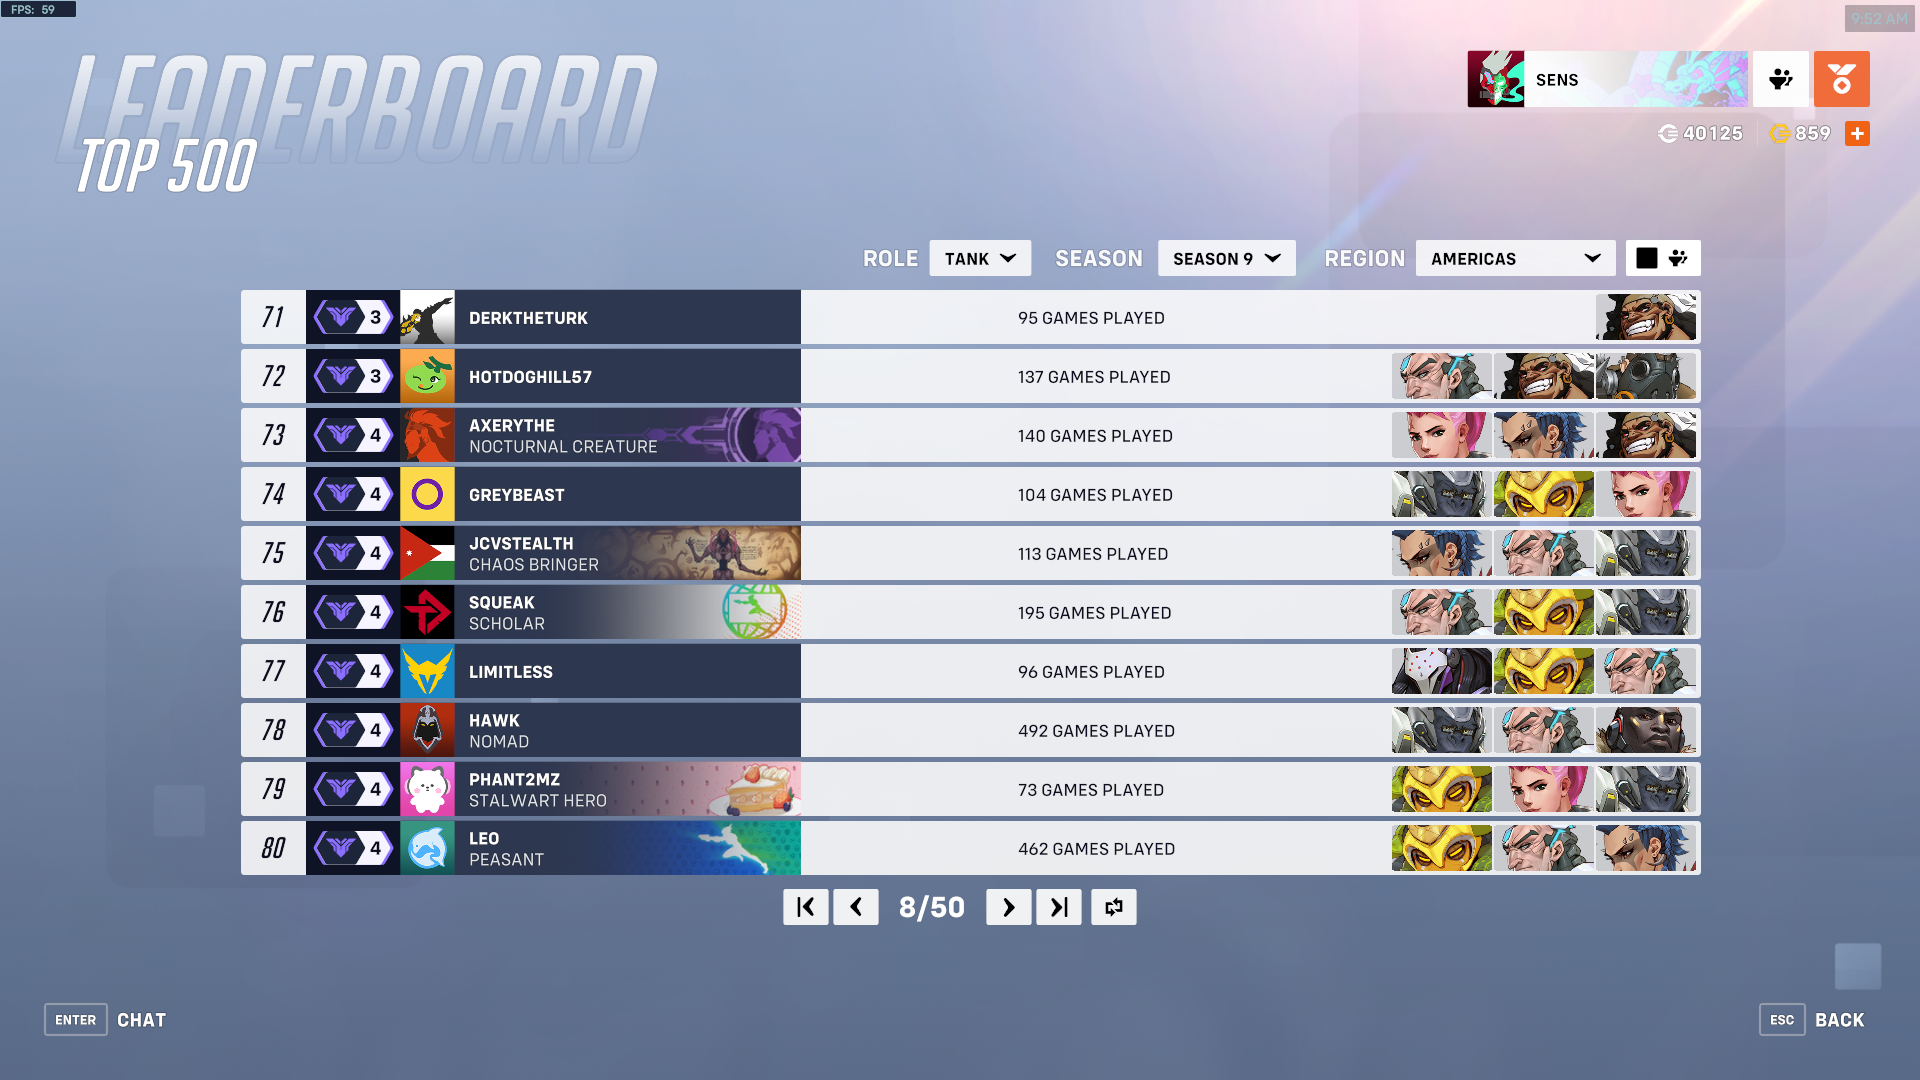 FPS: 59
9:52 AM
LEADERBOARD
TOP 500
SENS
40125
859
ROLE TANK SEASON SEASON 9 REGION AMERICAS
71 3 DERKTHETURK 95 GAMES PLAYED
72 3 HOTDOGHILL57 137 GAMES PLAYED
73 4 AXERYTHE 140 GAMES PLAYED
NOCTURNAL CREATURE
74 4 GREYBEAST 104 GAMES PLAYED
75 4 JCVSTEALTH 113 GAMES PLAYED
CHAOS BRINGER
76 4 SQUEAK 195 GAMES PLAYED
SCHOLAR
77 4 LIMITLESS 96 GAMES PLAYED
78 4 HAWK 492 GAMES PLAYED
NOMAD
79 4 PHANT2MZ 73 GAMES PLAYED
STALWART HERO
80 4 LEO 462 GAMES PLAYED
PEASANT
8/50
ENTER CHAT
ESC BACK